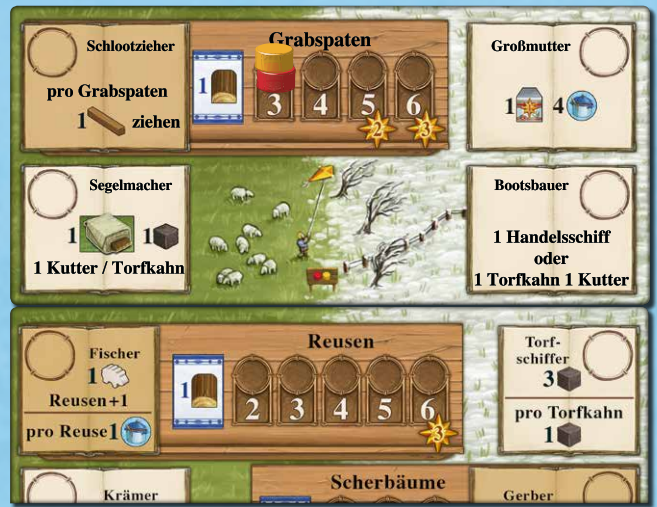 Schlootzieher
pro Grabspaten
1 ziehen
Grabspaten
1 3 4 5 6
2 3
Großmutter
1 4
Segelmacher
1 1
1 Kutter / Torfkahn
Bootsbauer
1 Handelsschiff
oder
1 Torfkahn 1 Kutter
Fischer
1
Reusen+1
pro Reuse 1
Reusen
1 2 3 4 5 6
3
Torf-
schiffer
3
pro Torfkahn
1
Krämer
Scherbäume
Gerber